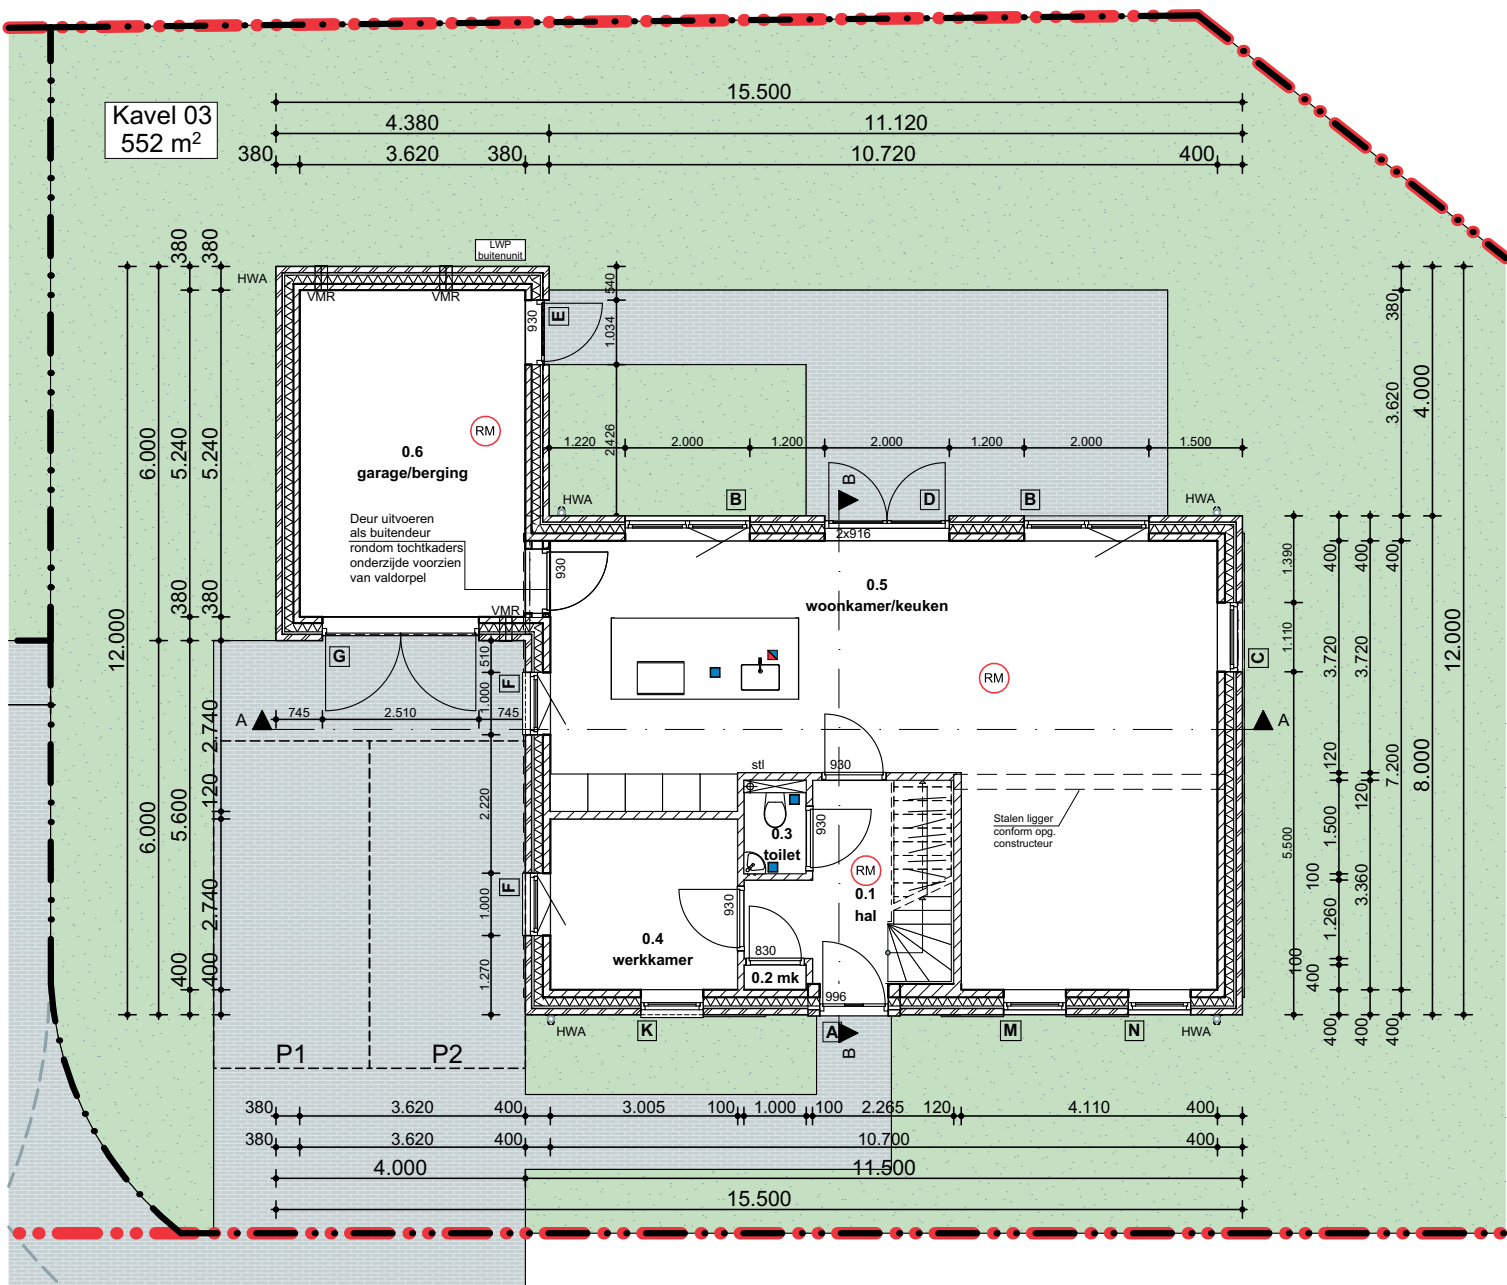 Kavel 03
552 m²
15.500
4.380
11.120
380
3.620
380
10.720
400
LWP
buitenunit
HWA
VMR
VMR
380
380
12.000
6.000
6.000
5.240
5.240
380
380
5.600
2.740
120
2.740
400
400
930
E
540
1.034
2.426
RM
0.6
garage/berging
Deur uitvoeren
als buitendeur
rondom tochtkaders
onderzijde voorzien
van valdorpel
VMR
1.220
2.000
1.200
2.000
1.200
2.000
1.500
HWA
B
B
D
B
HWA
2x916
930
0.5
woonkamer/keuken
RM
G
F
510
1.000
A
745
2.510
745
A
C
stl
930
0.3
toilet
930
RM
0.1
hal
Stalen ligger
conform opg.
constructeur
2.220
F
1.000
1.270
930
0.4
werkkamer
830
0.2 mk
996
HWA
K
A
B
M
N
HWA
P1
P2
380
3.620
4.000
12.000
8.000
1.390
1.110
5.500
400
400
400
3.720
3.720
7.200
120
120
1.500
100
3.360
1.260
100
400
400
400
400
380
3.620
400
3.005
100
1.000
100
2.265
120
4.110
400
380
3.620
400
10.700
400
4.000
11.500
15.500